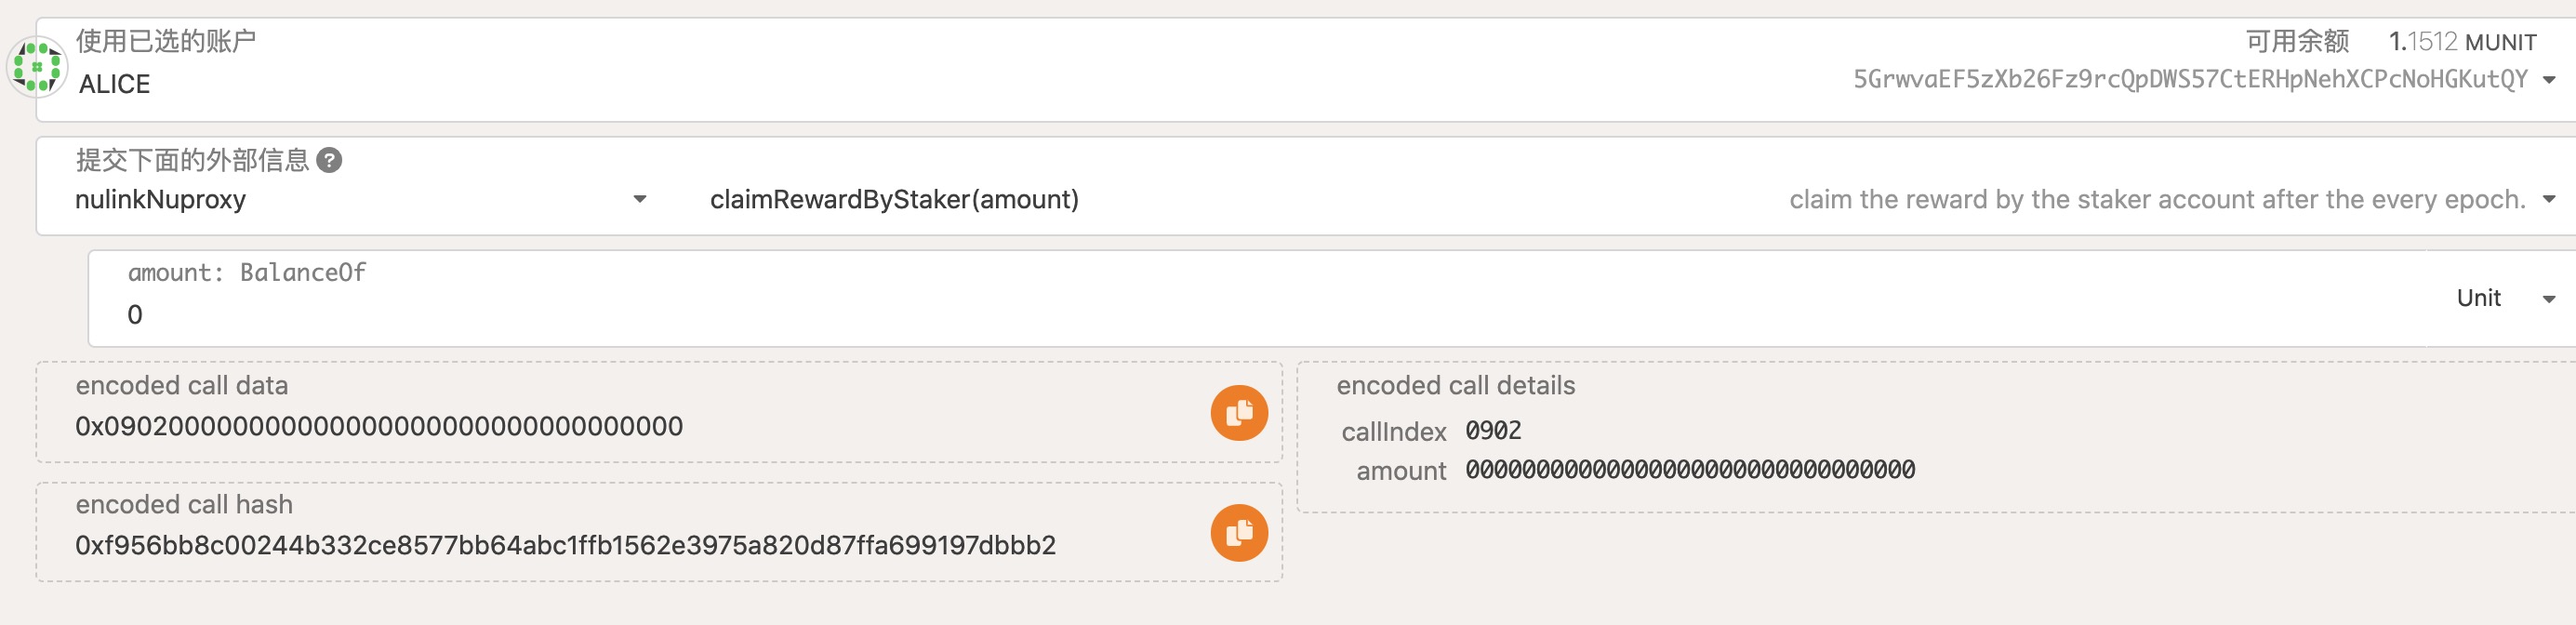 使用已选的账户
可用余额 1.1512 MUNIT
ALICE
5GrwvaEF5zXb26Fz9rcQpDWS57CtERHpNehXCPcNoHGKutQY
提交下面的外部信息 ?
nulinkNuproxy
claimRewardByStaker(amount)
claim the reward by the staker account after the every epoch.
amount: BalanceOf
0
Unit
encoded call data
0x090200000000000000000000000000000000
encoded call details
callIndex 0902
amount 00000000000000000000000000000000
encoded call hash
0xf956bb8c00244b332ce8577bb64abc1ffb1562e3975a820d87ffa699197dbbb2